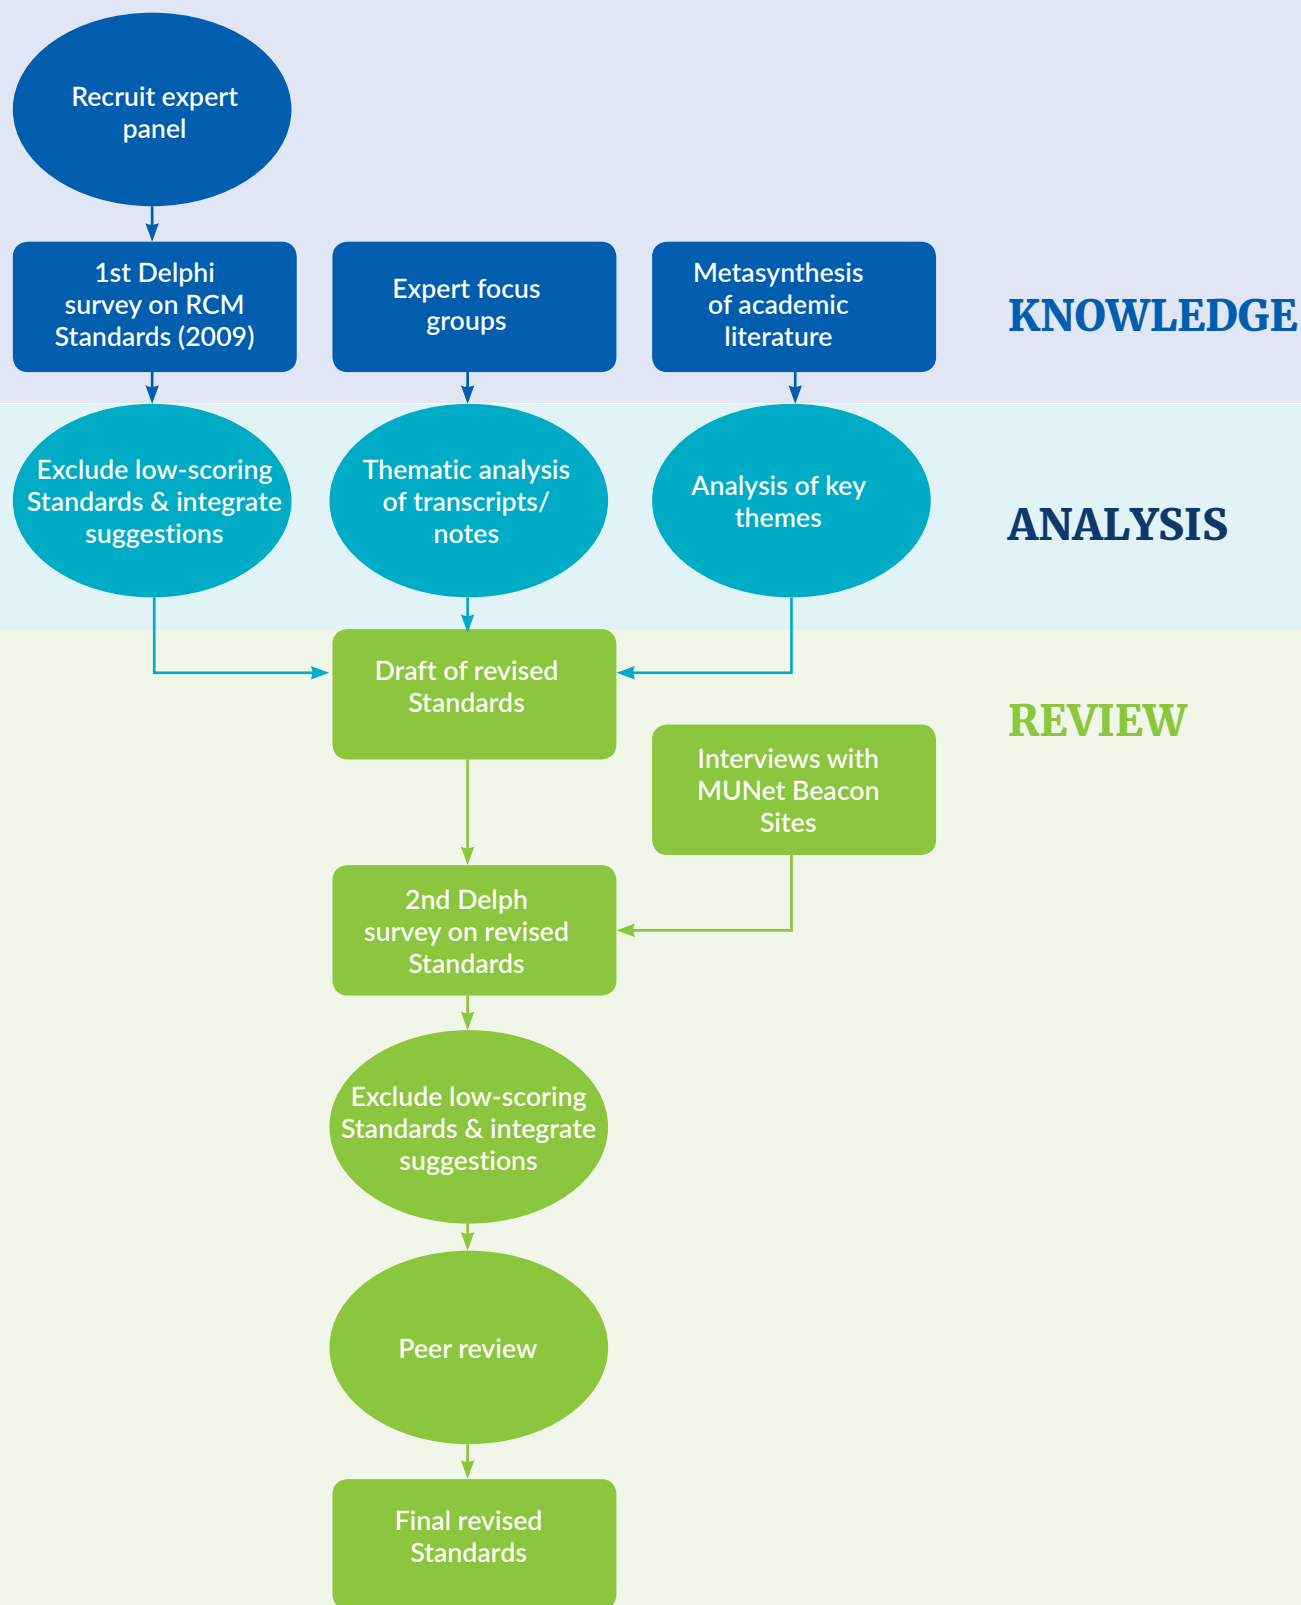 Recruit expert
panel
1st Delphi
survey on RCM
Standards (2009)
Expert focus
groups
Metasynthesis
of academic
literature
KNOWLEDGE
Exclude low-scoring
Standards & integrate
suggestions
Thematic analysis
of transcripts/
notes
Analysis of key
themes
ANALYSIS
Draft of revised
Standards
REVIEW
Interviews with
MUNet Beacon
Sites
2nd Delph
survey on revised
Standards
Exclude low-scoring
Standards & integrate
suggestions
Peer review
Final revised
Standards